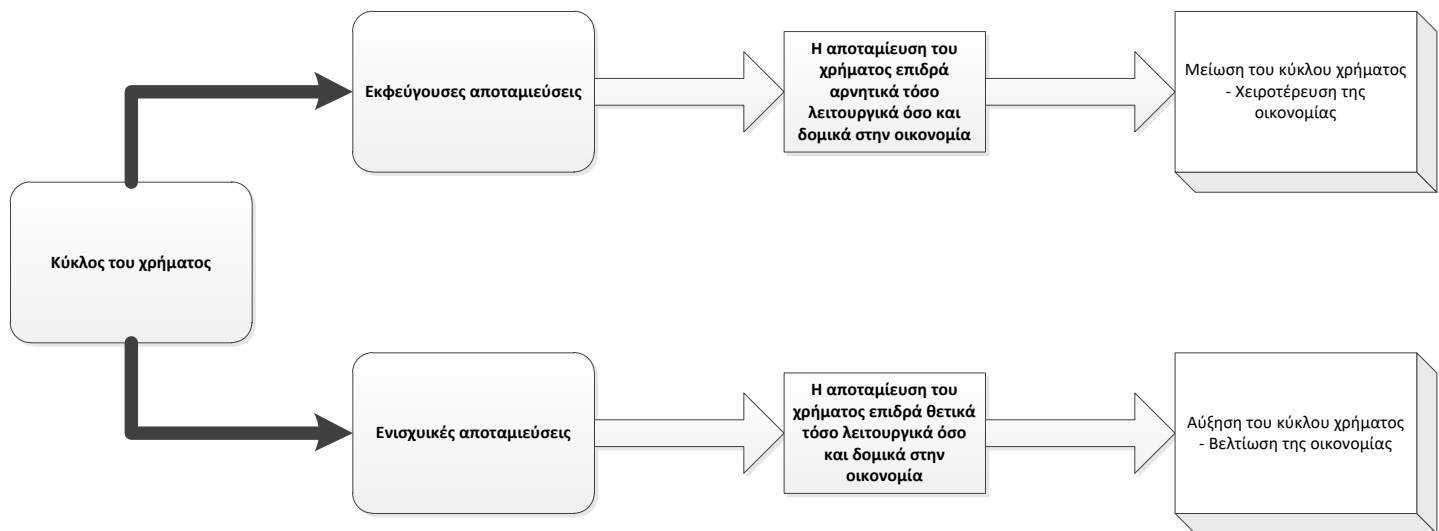 Κύκλος του χρήματος
Εκφεύγουσες αποταμιεύσεις
Η αποταμίευση του
χρήματος επιδρά
αρνητικά τόσο
λειτουργικά όσο και
δομικά στην οικονομία
Μείωση του κύκλου χρήματος
- Χειροτέρευση της
οικονομίας
Ενισχυικές αποταμιεύσεις
Η αποταμίευση του
χρήματος επιδρά θετικά
τόσο λειτουργικά όσο
και δομικά στην
οικονομία
Αύξηση του κύκλου χρήματος
- Βελτίωση της οικονομίας